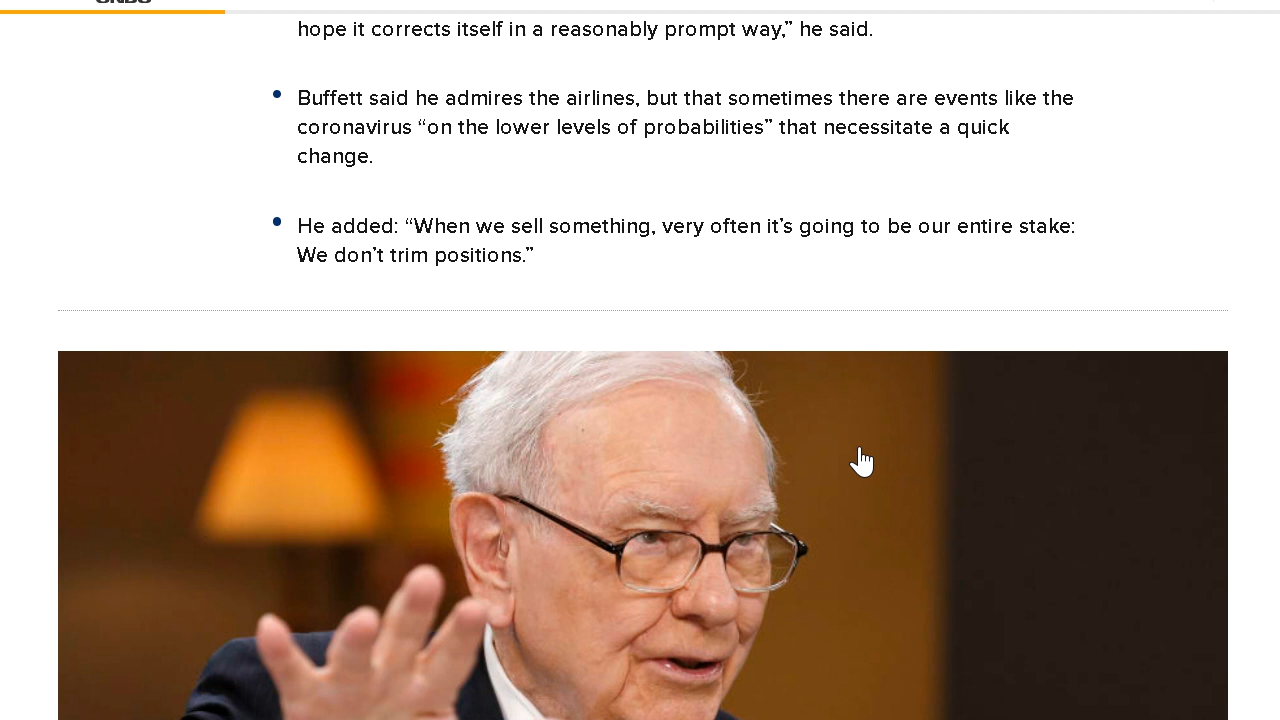 hope it corrects itself in a reasonably prompt way,” he said.
Buffett said he admires the airlines, but that sometimes there are events like the
coronavirus “on the lower levels of probabilities” that necessitate a quick
change.
He added: “When we sell something, very often it’s going to be our entire stake:
We don’t trim positions.”